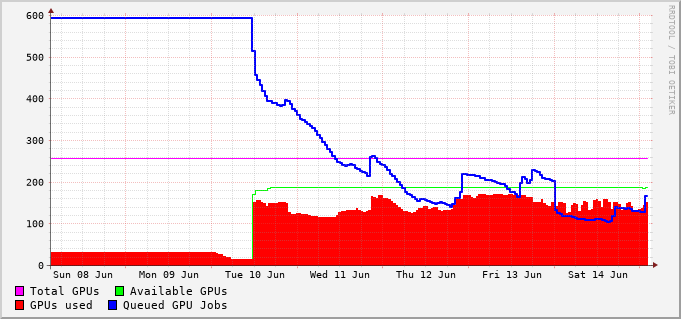 600
500
400
300
200
100
0
Sun 08 Jun Mon 09 Jun Tue 10 Jun Wed 11 Jun Thu 12 Jun Fri 13 Jun Sat 14 Jun
Total GPUs Available GPUs
GPUs used Queued GPU Jobs
RRDTOOL / TOBI OETIKER